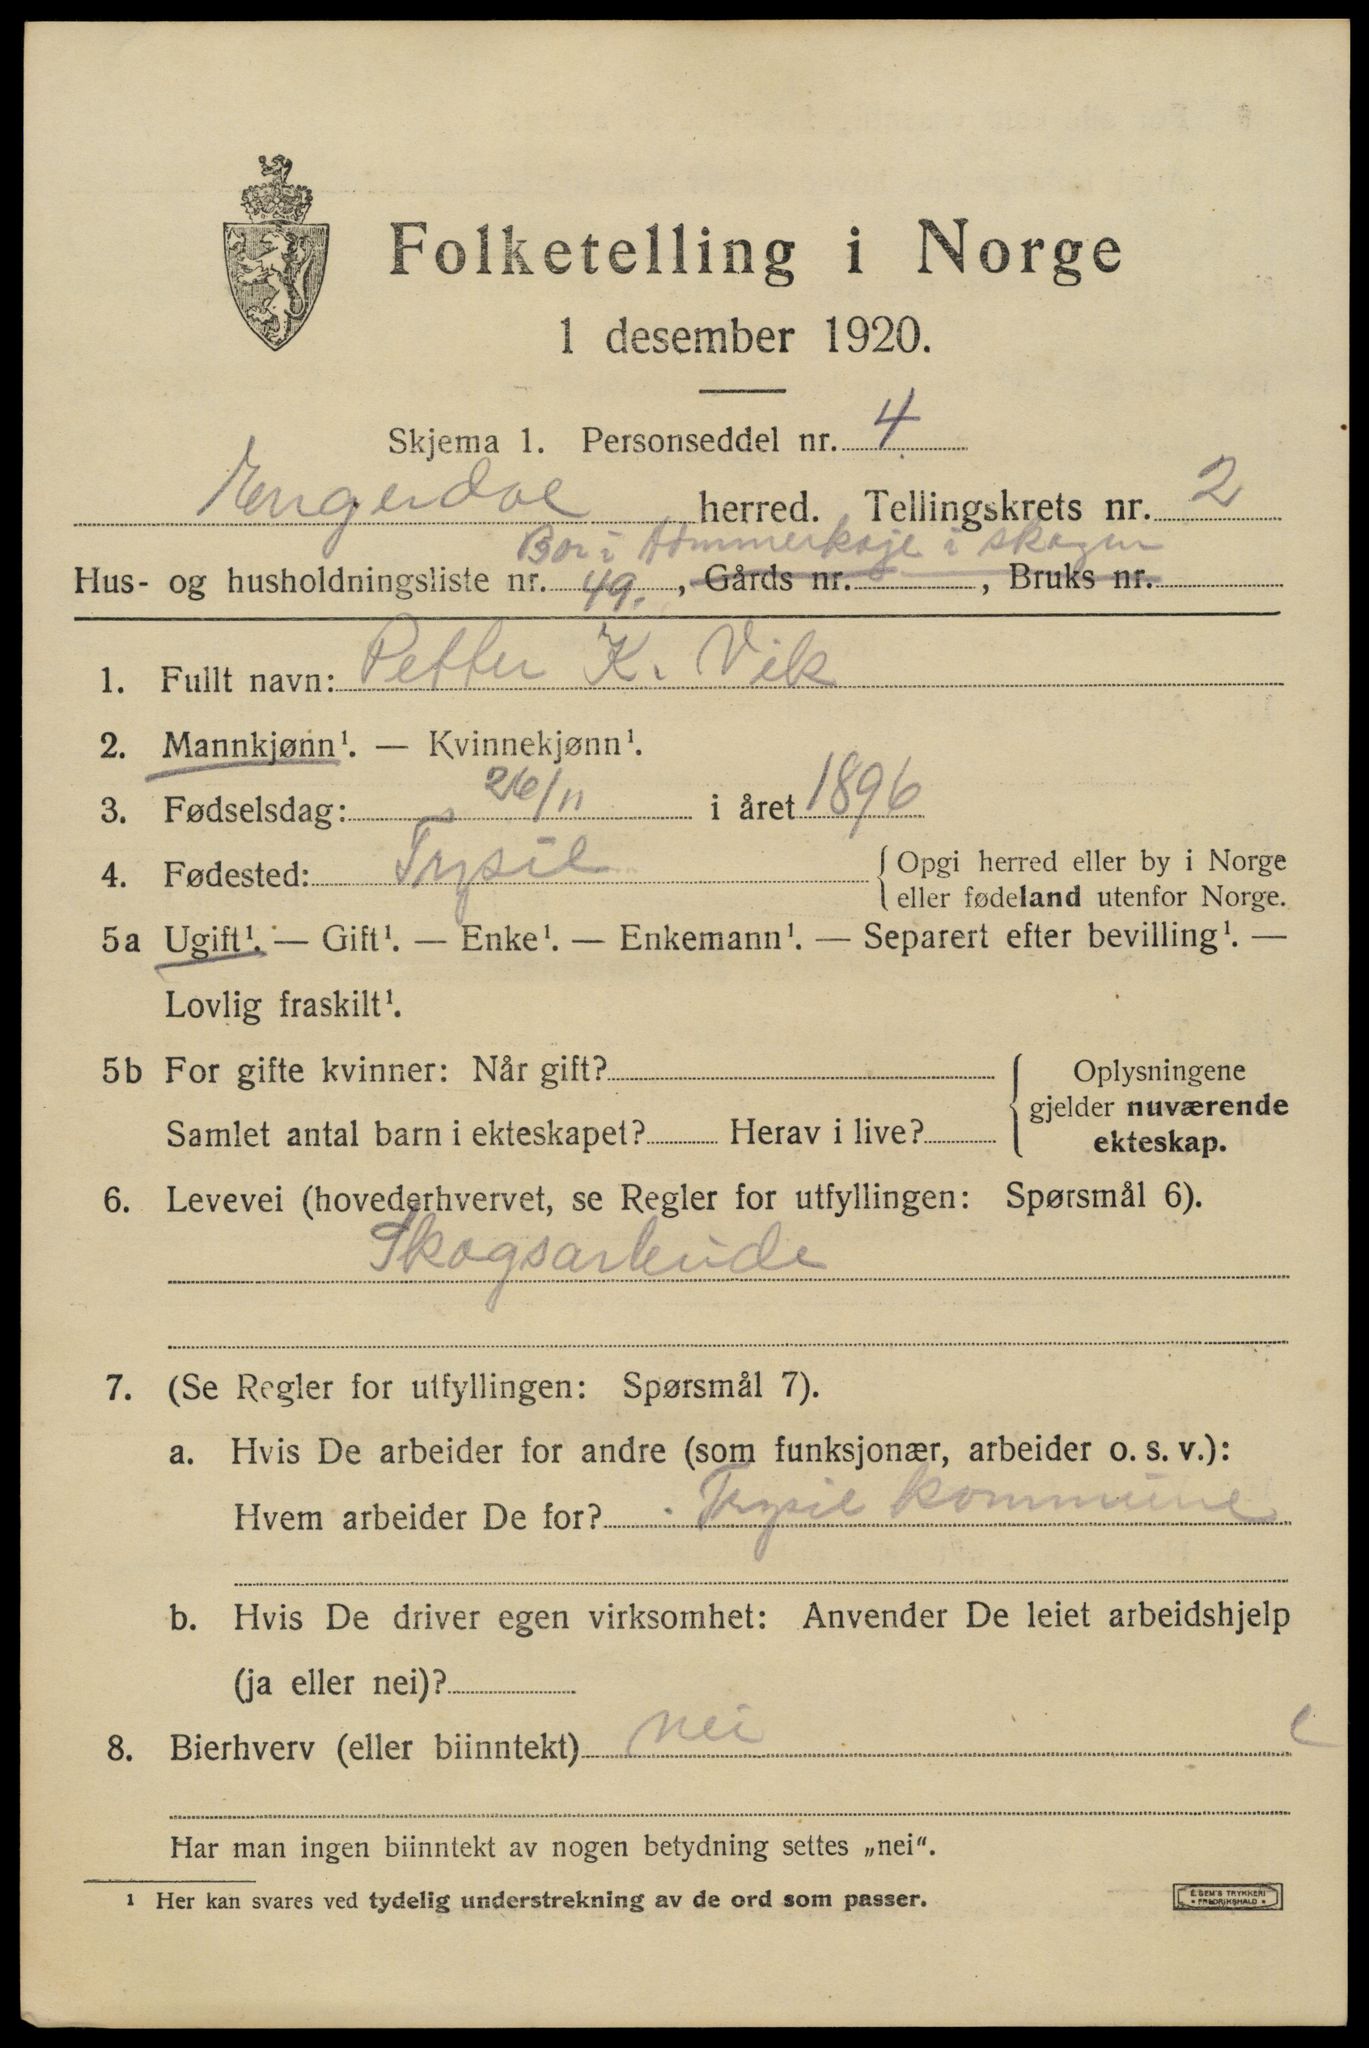 Folketelling i Norge
1 desember 1920.
Skjema 1. Personseddel nr. 4
Engerdal herred. Tellingskrets nr. 2
Bor i tømmerkoje i skogen
Hus- og husholdningsliste nr. 49., Gårds nr. , Bruks nr.
1. Fullt navn: Petter K. Vik
2. Mannkjønn¹. — Kvinnekjønn¹.
3. Fødselsdag: 26/11 i året 1896
4. Fødested: Trysil { Opgi herred eller by i Norge
eller fødeland utenfor Norge.
5a Ugift¹. — Gift¹. — Enke¹. — Enkemann¹. — Separert efter bevilling¹. —
Lovlig fraskilt¹.
5b For gifte kvinner: Når gift? { Oplysningene
gjelder nuværende
Samlet antal barn i ekteskapet? Herav i live? ekteskap.
6. Levevei (hovederhvervet, se Regler for utfyllingen: Spørsmål 6).
Skogsarbeide
7. (Se Regler for utfyllingen: Spørsmål 7).
a. Hvis De arbeider for andre (som funksjonær, arbeider o. s. v.):
Hvem arbeider De for? Trysil kommune
b. Hvis De driver egen virksomhet: Anvender De leiet arbeidshjelp
(ja eller nei)?
8. Bierhverv (eller biinntekt) nei
Har man ingen biinntekt av nogen betydning settes „nei“.
¹ Her kan svares ved tydelig understrekning av de ord som passer.
E. SEM'S TRYKKERI
* FREDRIKSHALD *